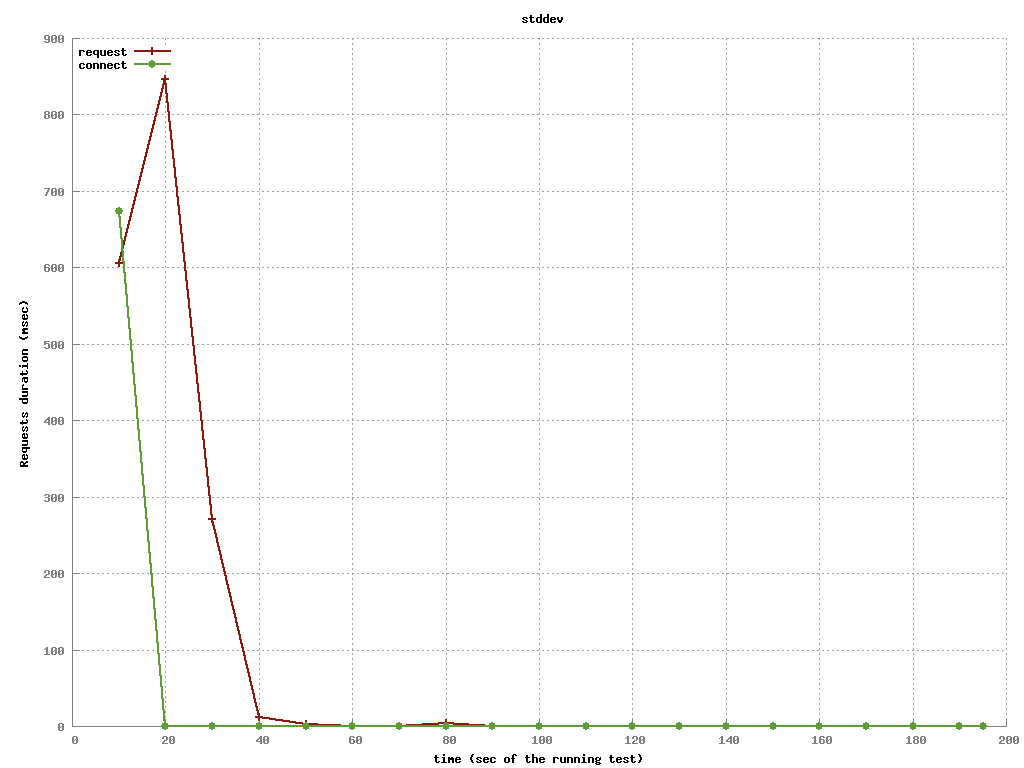 stddev
900
request
connect
800
700
600
500
400
300
200
100
0
Requests duration (msec)
0 20 40 60 80 100 120 140 160 180 200
time (sec of the running test)